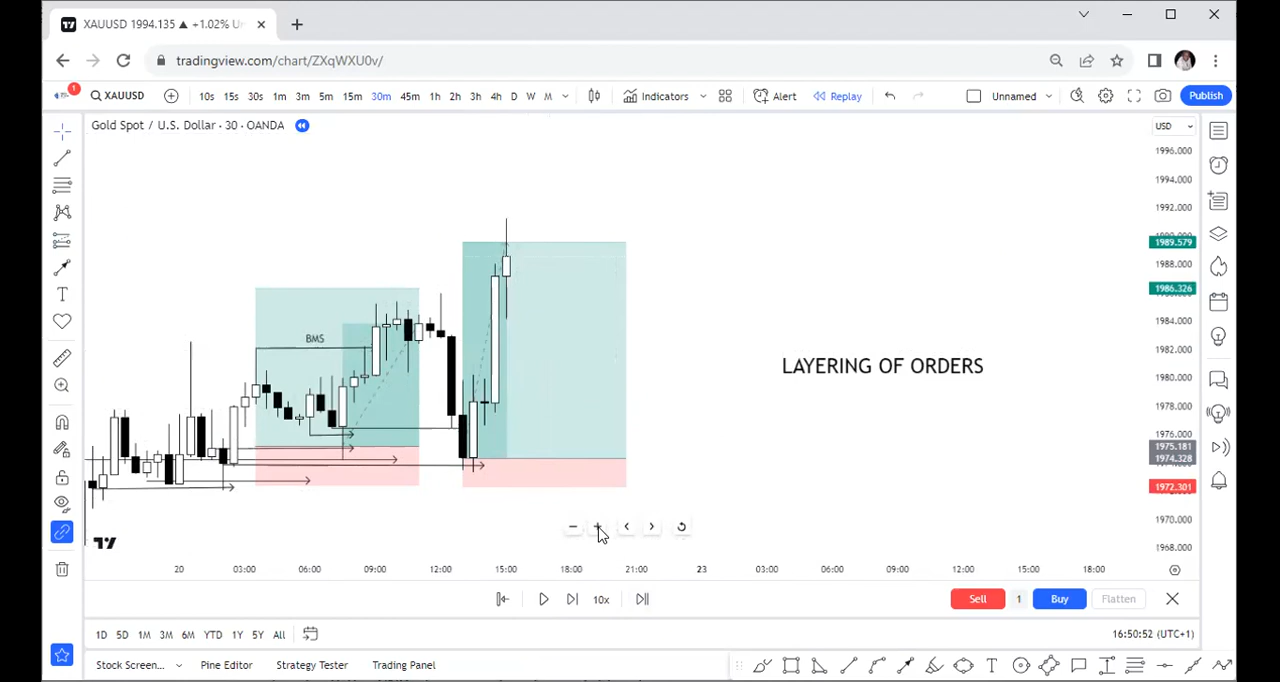 XAUUSD 1994.135 ▲ +1.02% Un
tradingview.com/chart/ZXqWXU0v/
1
XAUUSD 10s 15s 30s 1m 3m 5m 15m 30m 45m 1h 2h 3h 4h D W M Indicators Alert Replay Unnamed Publish
Gold Spot / U.S. Dollar · 30 · OANDA
USD
1996.000
1994.000
1992.000
1989.579
1988.000
1986.326
1984.000
1982.000
1980.000
1978.000
1976.000
1975.181
1974.328
1972.301
1970.000
1968.000
BMS
LAYERING OF ORDERS
20 03:00 06:00 09:00 12:00 15:00 18:00 21:00 23 03:00 06:00 09:00 12:00 15:00 18:00
10x Sell 1 Buy Flatten
1D 5D 1M 3M 6M YTD 1Y 5Y All 16:50:52 (UTC+1)
Stock Screen... Pine Editor Strategy Tester Trading Panel